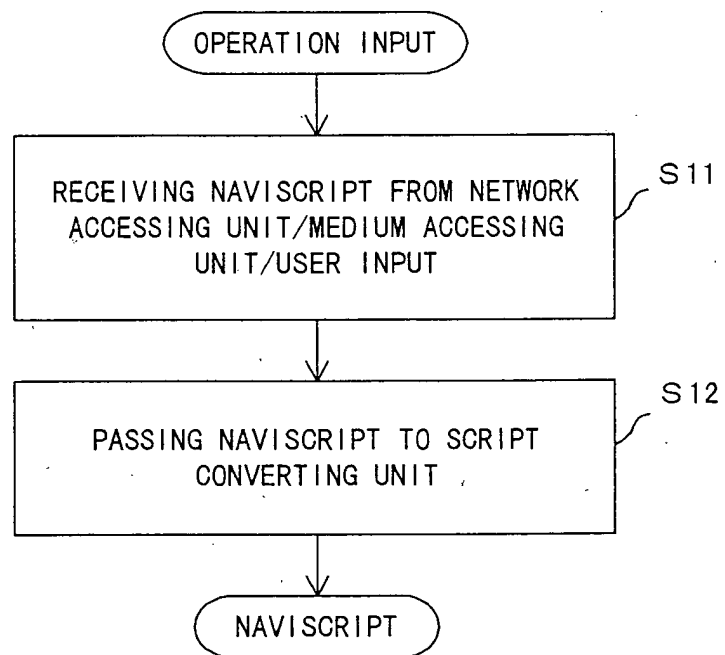 OPERATION INPUT
RECEIVING NAVISCRIPT FROM NETWORK
ACCESSING UNIT/MEDIUM ACCESSING
UNIT/USER INPUT
S11
PASSING NAVISCRIPT TO SCRIPT
CONVERTING UNIT
S12
NAVISCRIPT